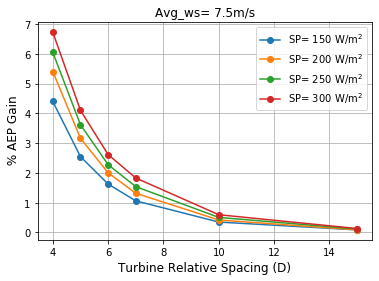 Avg_ws= 7.5m/s
% AEP Gain
7
6
5
4
3
2
1
0
SP= 150 W/m²
SP= 200 W/m²
SP= 250 W/m²
SP= 300 W/m²
4 6 8 10 12 14
Turbine Relative Spacing (D)